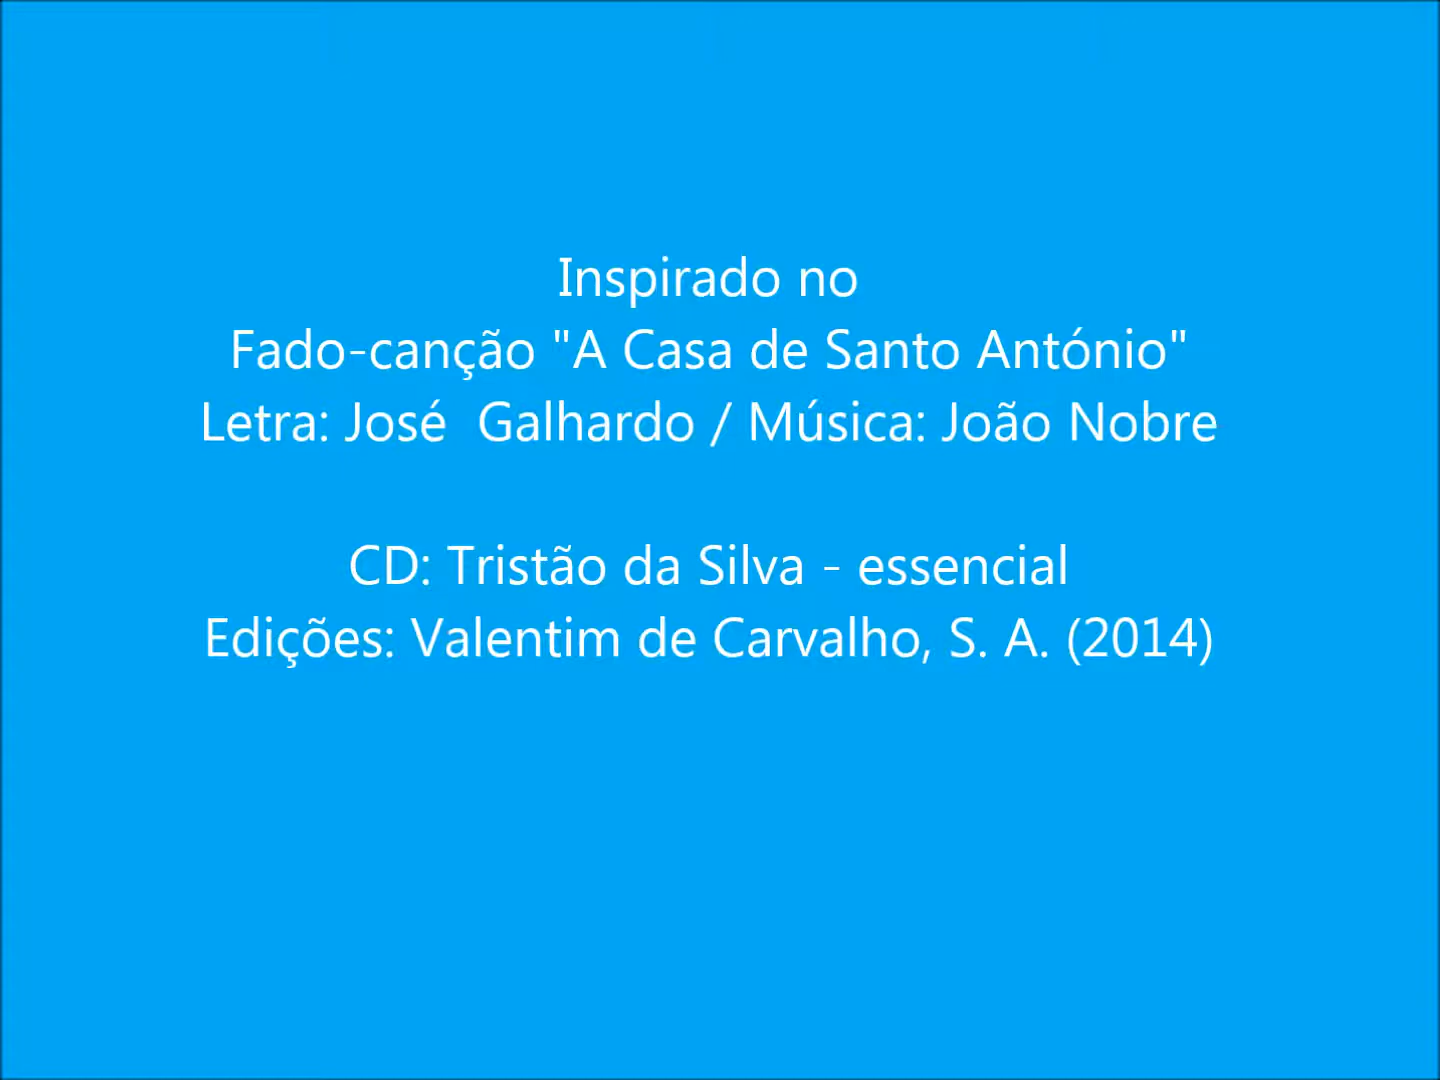 Inspirado no
Fado-canção "A Casa de Santo António"
Letra: José  Galhardo / Música: João Nobre
CD: Tristão da Silva - essencial
Edições: Valentim de Carvalho, S. A. (2014)